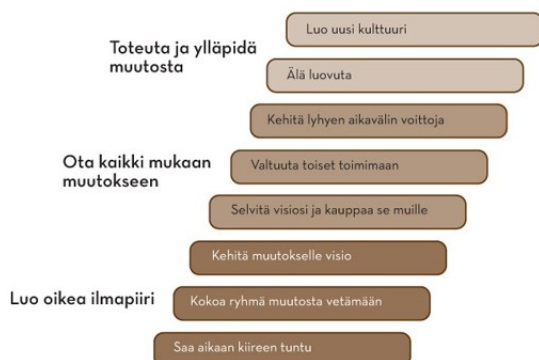 Luo uusi kulttuuri
Toteuta ja ylläpidä
muutosta
Älä luovuta
Kehitä lyhyen aikavälin voittoja
Ota kaikki mukaan
muutokseen
Valtuuta toiset toimimaan
Selvitä visiosi ja kauppaa se muille
Kehitä muutokselle visio
Luo oikea ilmapiiri
Kokoa ryhmä muutosta vetämään
Saa aikaan kiireen tuntu